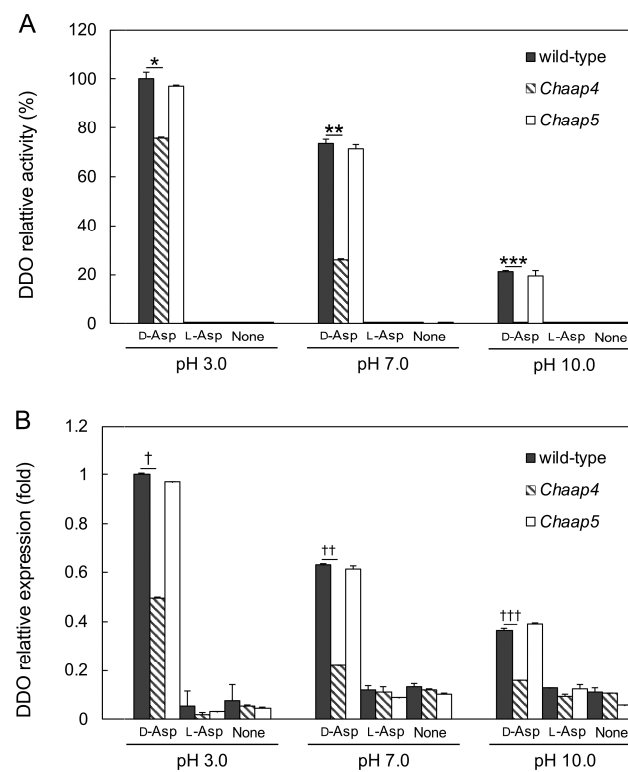 A
DDO relative activity (%)
120
100
80
60
40
20
0
* 
**
***
wild-type
Chaap4
Chaap5
D-Asp L-Asp None
D-Asp L-Asp None
D-Asp L-Asp None
pH 3.0
pH 7.0
pH 10.0
B
DDO relative expression (fold)
1.2
1
0.8
0.6
0.4
0.2
0
†
††
†††
wild-type
Chaap4
Chaap5
D-Asp L-Asp None
D-Asp L-Asp None
D-Asp L-Asp None
pH 3.0
pH 7.0
pH 10.0